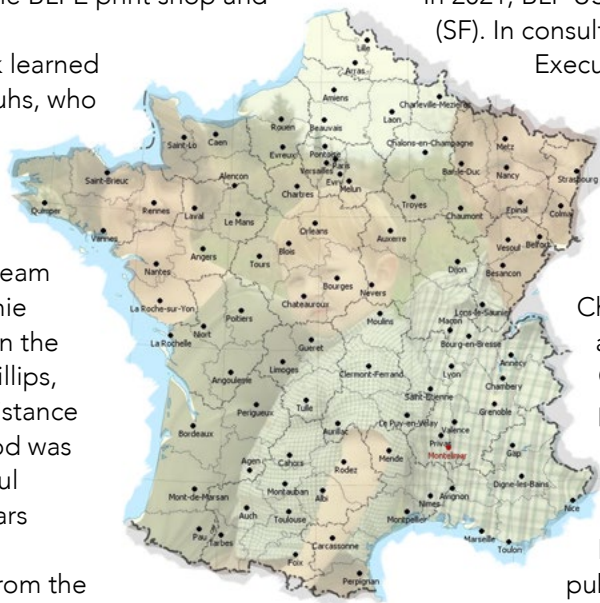 print shop and
learned
uhs, who
eam
nie
n the
illips,
stance
od was
ul
ars
rom the
In 2021,
(SF). In consult
Execu
Ch
a
pul
Lille
Arras
Amiens
Charleville-Mezieres
Laon
Rouen
Beauvais
Saint-Lo
Caen
Evreux
Pontoise
Paris
Versailles
Evry
Melun
Chalons-en-Champagne
Bar-le-Duc
Metz
Nancy
Strasbourg
Saint-Brieuc
Alencon
Chartres
Quimper
Rennes
Laval
Le Mans
Troyes
Chaumont
Epinal
Colmar
Vannes
Orleans
Auxerre
Vesoul
Belfort
Angers
Blois
Tours
Nantes
Dijon
Besancon
Bourges
Nevers
Chateauroux
La Roche-sur-Yon
Poitiers
Moulins
Lons-le-Saunier
Macon
Niort
La Rochelle
Bourg-en-Bresse
Gueret
Annecy
Angouleme
Limoges
Clermont-Ferrand
Lyon
Chambery
Saint-Etienne
Perigueux
Tulle
Grenoble
Le Puy-en-Velay
Valence
Bordeaux
Aurillac
Privas
Montelimar
Agen
Cahors
Rodez
Mende
Gap
Mont-de-Marsan
Montauban
Albi
Digne-les-Bains
Avignon
Nimes
Auch
Toulouse
Montpellier
Nice
Pau
Tarbes
Carcassonne
Marseille
Toulon
Foix
Perpignan